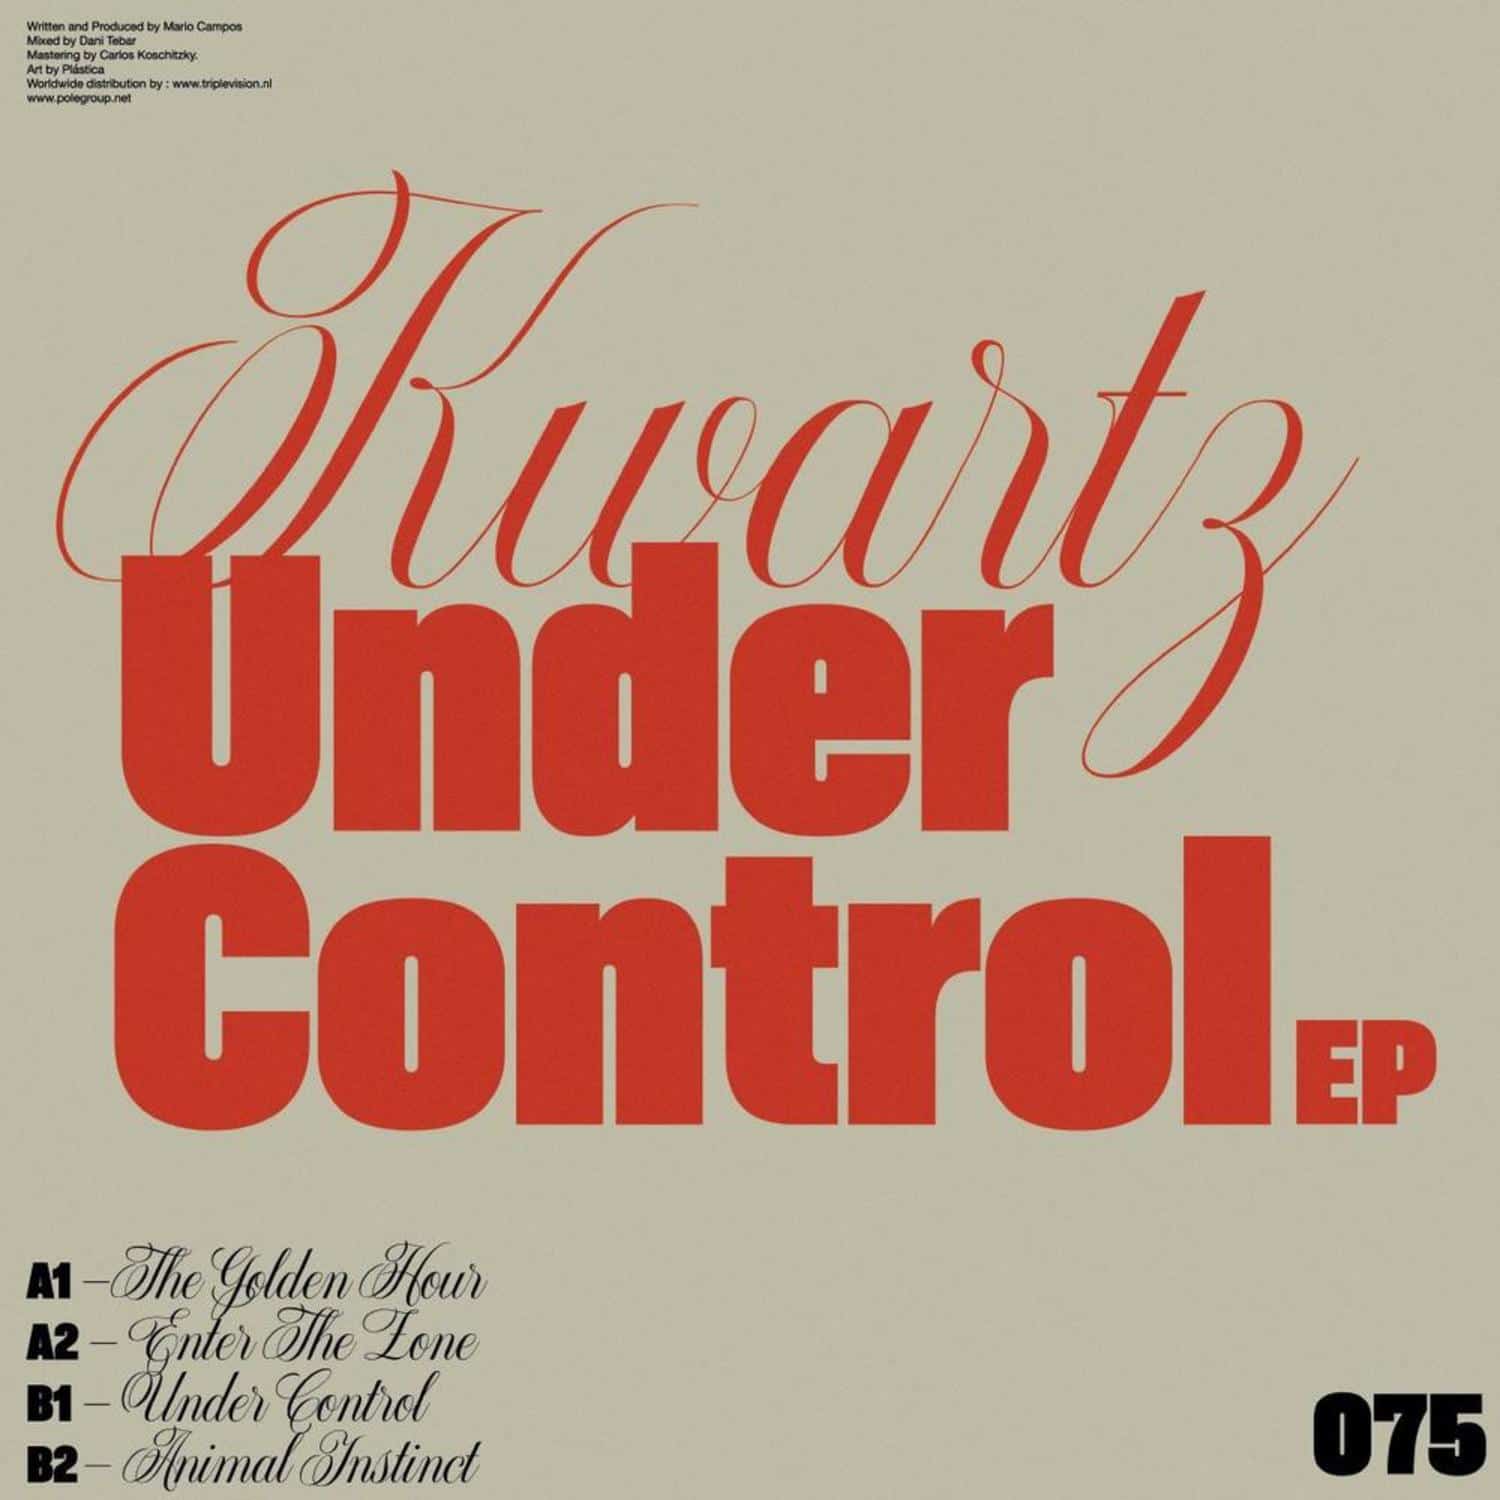 Written and Produced by Mario Campos
Mixed by Dani Tebar
Mastering by Carlos Koschitzky.
Art by Plástica
Worldwide distribution by : www.triplevision.nl
www.polegroup.net
Kwartz
Under
Control EP
A1 – The Golden Hour
A2 – Enter The Zone
B1 – Under Control
B2 – Animal Instinct
075